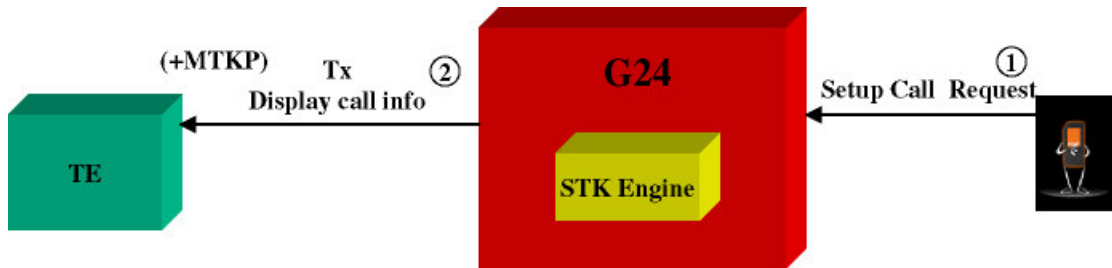 (+MTKP)
Tx
②
Display call info
TE
G24
STK Engine
①
Setup Call Request